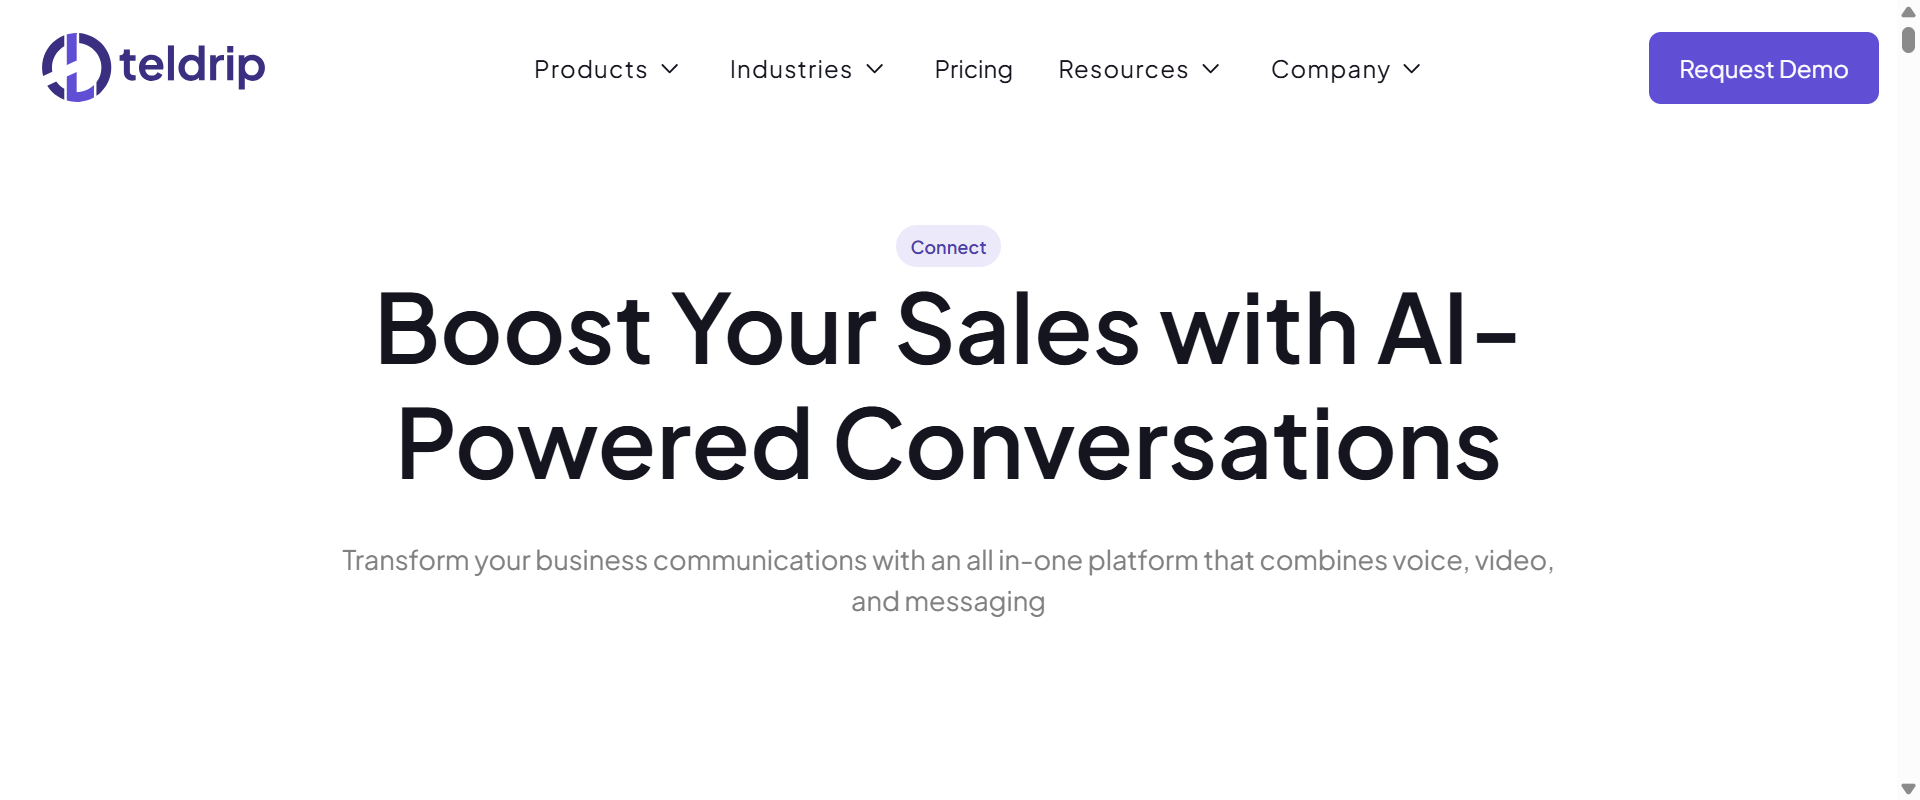 teldrip
Products
Industries
Pricing
Resources
Company
Request Demo
Connect
Boost Your Sales with AI-
Powered Conversations
Transform your business communications with an all in-one platform that combines voice, video,
and messaging